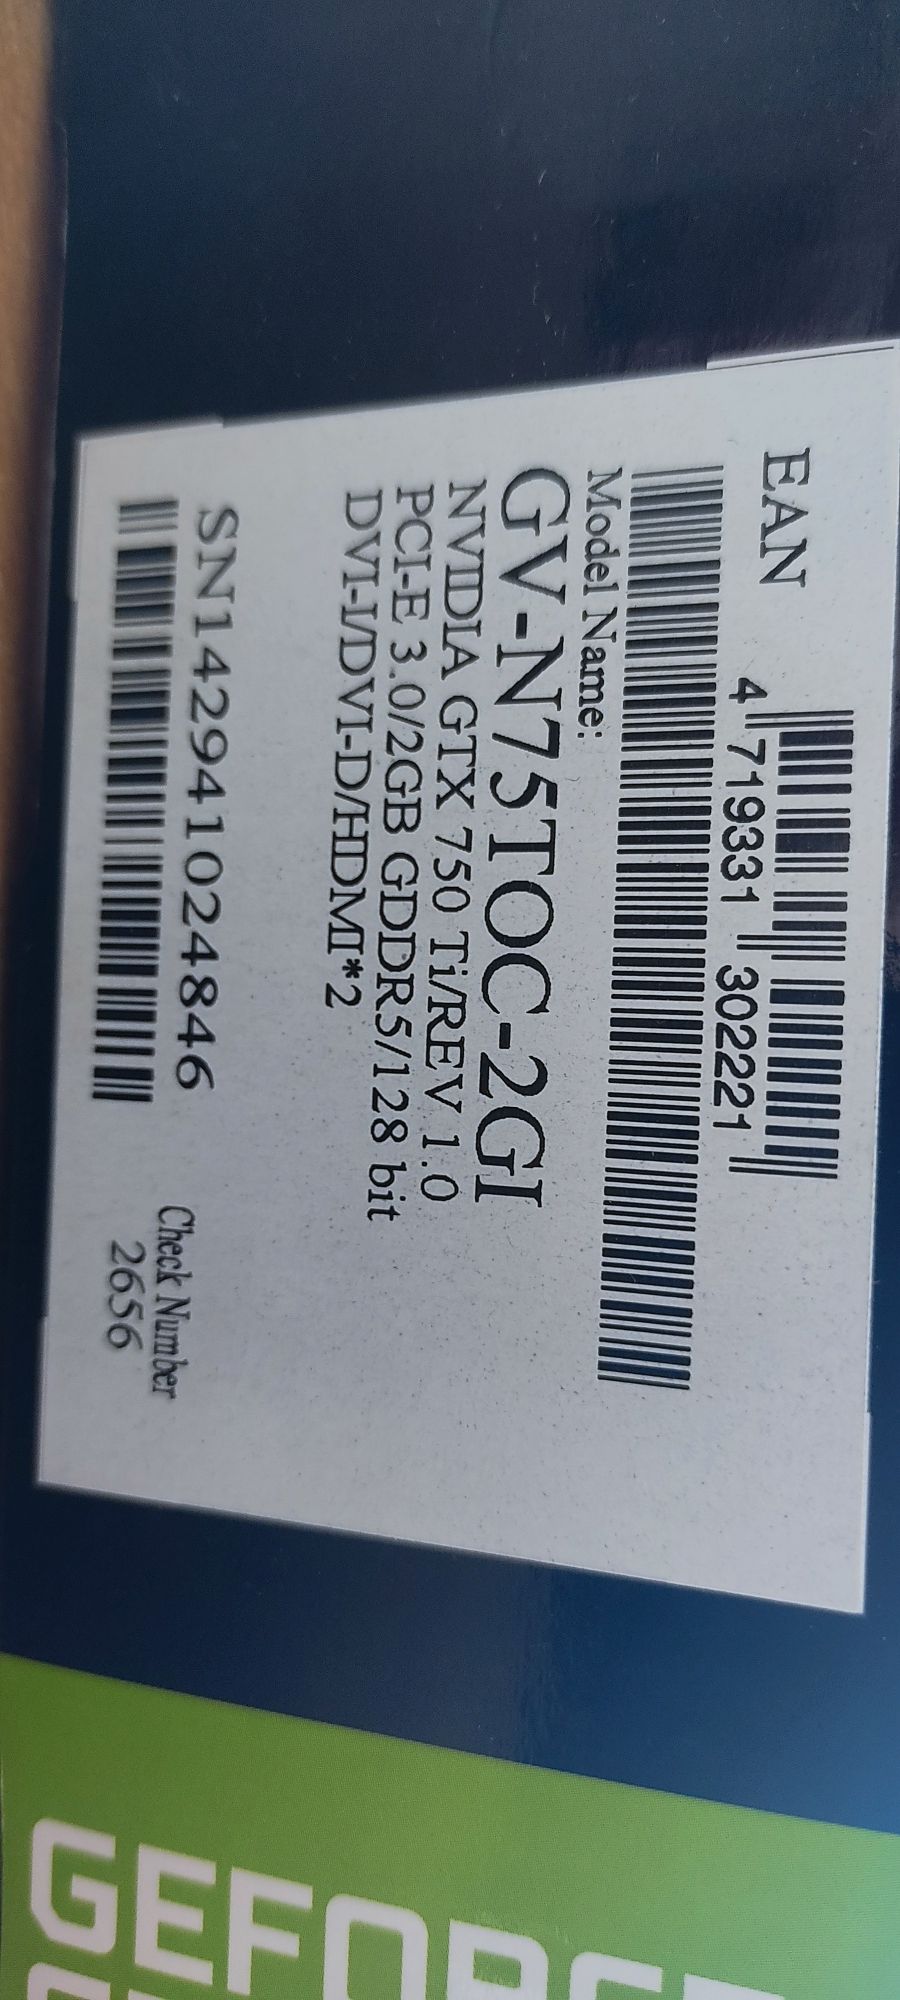 EAN
4 719331 302221
Model Name:
GV-N75TOC-2GI
NVIDIA GTX 750 Ti/REV 1.0
PCI-E 3.0/2GB GDDR5/128 bit
DVI-I/DVI-D/HDMI*2
SN142941024846
Check Number
2656
GEFORCE